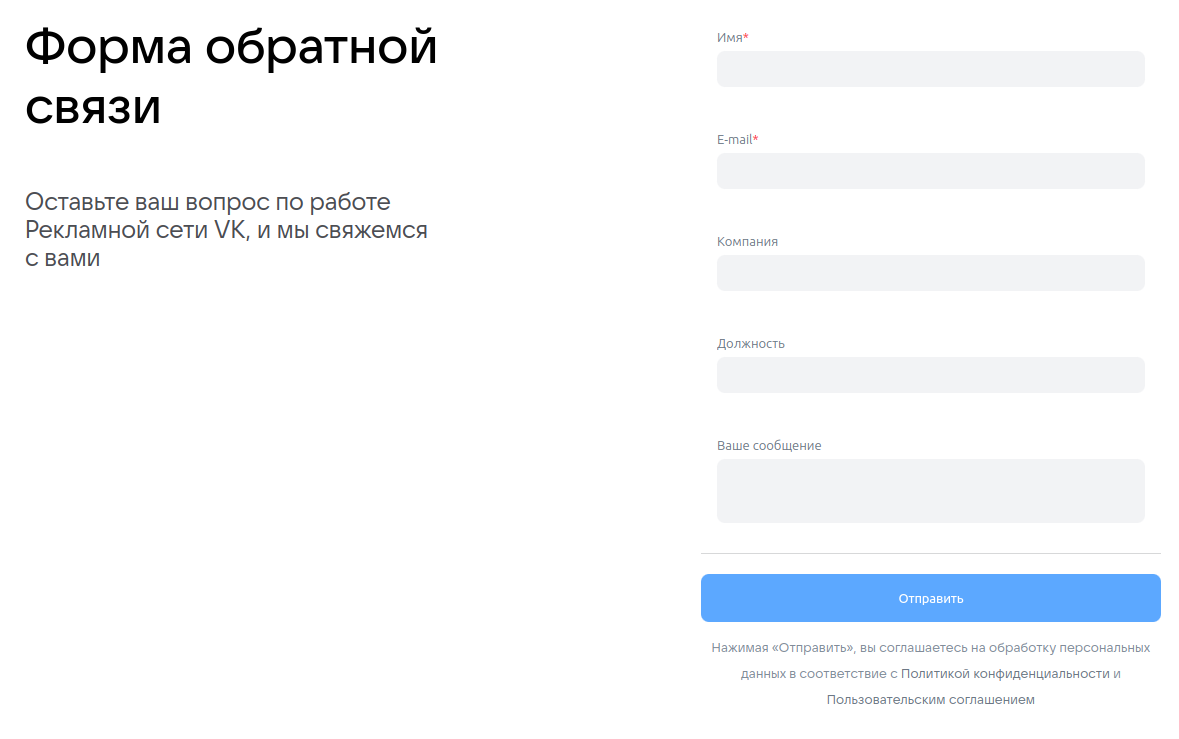 Форма обратной
связи
Оставьте ваш вопрос по работе
Рекламной сети VK, и мы свяжемся
с вами
Имя*
E-mail*
Компания
Должность
Ваше сообщение
Отправить
Нажимая «Отправить», вы соглашаетесь на обработку персональных
данных в соответствие с Политикой конфиденциальности и
Пользовательским соглашением